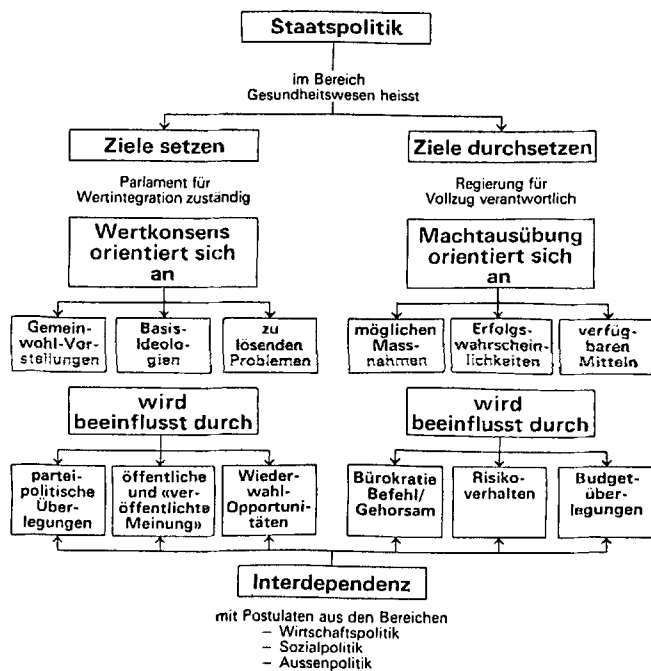 Staatspolitik
im Bereich
Gesundheitswesen heisst
Ziele setzen
Ziele durchsetzen
Parlament für
Wertintegration zuständig
Regierung für
Vollzug verantwortlich
Wertkonsens
orientiert sich
an
Machtausübung
orientiert sich
an
Gemein-
wohl-Vor-
stellungen
Basis-
Ideolo-
gien
zu
lösenden
Problemen
möglichen
Mass-
nahmen
Erfolgs-
wahrschein-
lichkeiten
verfüg-
baren
Mitteln
wird
beeinflusst durch
wird
beeinflusst durch
partei-
politische
Über-
legungen
öffentliche
und «ver-
öffentlichte
Meinung»
Wieder-
wahl-
Opportuni-
täten
Bürokratie
Befehl/
Gehorsam
Risiko-
verhalten
Budget-
über-
legungen
Interdependenz
mit Postulaten aus den Bereichen
– Wirtschaftspolitik
– Sozialpolitik
– Aussenpolitik